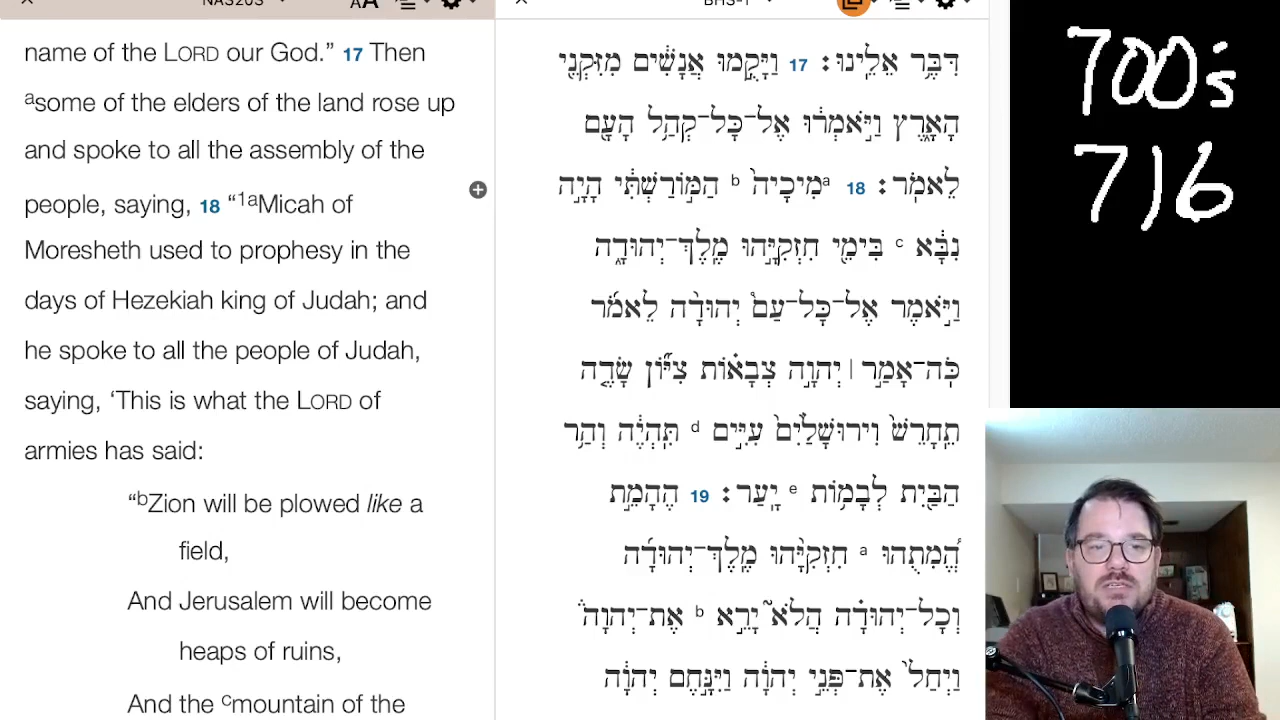 NAS20S
name of the LORD our God.” 17 Then
asome of the elders of the land rose up
and spoke to all the assembly of the
people, saying, 18 “1aMicah of
Moresheth used to prophesy in the
days of Hezekiah king of Judah; and
he spoke to all the people of Judah,
saying, ‘This is what the LORD of
armies has said:
“bZion will be plowed like a
field,
And Jerusalem will become
heaps of ruins,
And the cmountain of the
BHS-T
דִּבֶּ֥ר אֵלֵֽינוּ׃ 17 וַיָּקֻ֣מוּ אֲנָשִׁ֔ים מִזִּקְנֵ֖י
הָאָ֑רֶץ וַיֹּ֣אמְר֔וּ אֶֽל־כָּל־קְהַ֥ל הָעָ֖ם
לֵאמֹֽר׃ 18 a מִיכָיה֙ b הַמּ֣וֹרַשְׁתִּ֔י הָיָ֣ה
נִבָּ֔א c בִּימֵ֖י חִזְקִיָּ֣הוּ מֶֽלֶךְ־יְהוּדָ֑ה
וַיֹּ֣אמֶר אֶל־כָּל־עַם֩ יְהוּדָ֨ה לֵאמֹ֜ר
כֹּֽה־אָמַ֣ר ׀ יְהוָ֣ה צְבָא֗וֹת צִיּ֞וֹן שָׂדֶ֤ה
תֵֽחָרֵשׁ֙ וִירוּשָׁלַ֙יִם֙ עִיִּ֣ים d תִּֽהְיֶ֔ה וְהַ֥ר
הַבַּ֖יִת לְבָמ֥וֹת e יָֽעַר׃ 19 הֶהָמֵ֣ת
הֱ֠מִתֻהוּ a חִזְקִיָּ֨הוּ מֶֽלֶךְ־יְהוּדָ֜ה
וְכָל־יְהוּדָ֗ה הֲלֹא֮ יָרֵ֣א b אֶת־יְהוָה֒
וַיְחַל֙ אֶת־פְּנֵ֣י יְהוָ֔ה וַיִּנָּ֣חֶם יְהוָ֔ה
700's
716